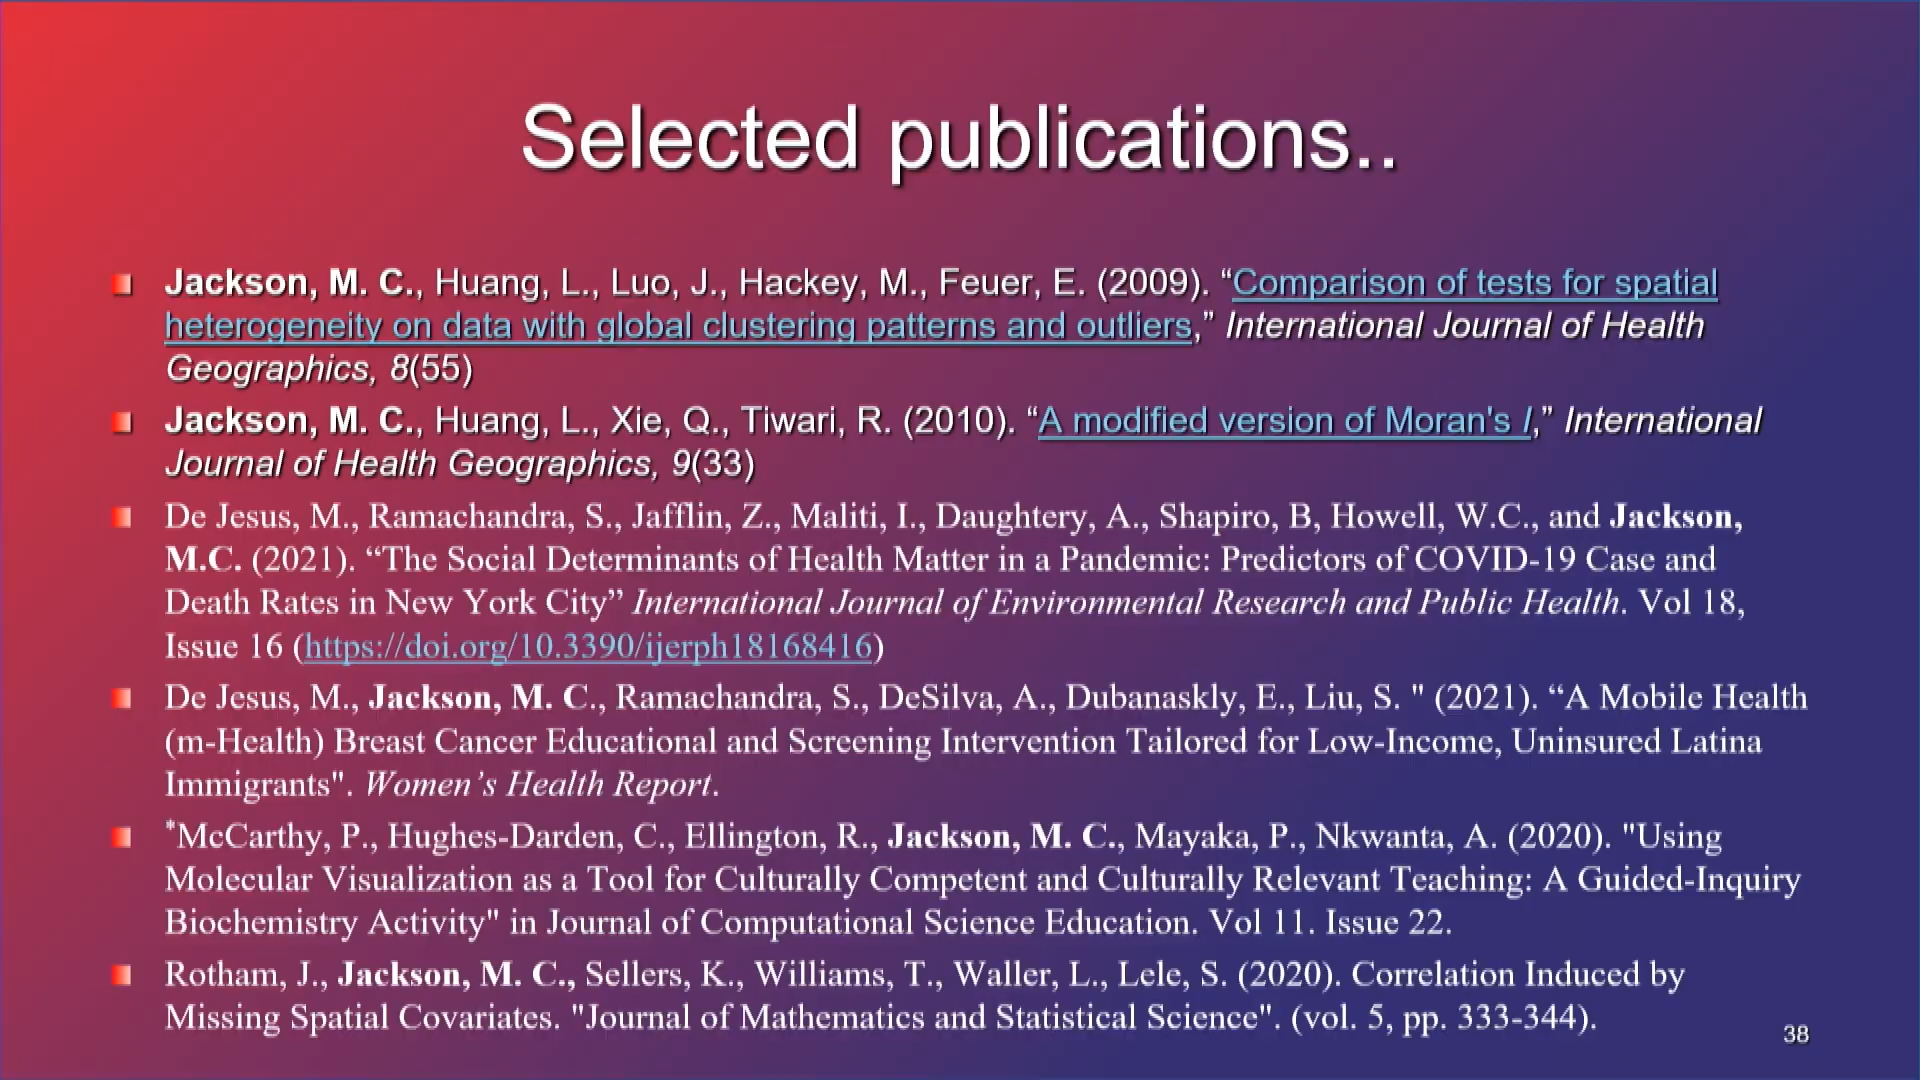 Selected publications..
Jackson, M. C., Huang, L., Luo, J., Hackey, M., Feuer, E. (2009). “Comparison of tests for spatial
heterogeneity on data with global clustering patterns and outliers,” International Journal of Health
Geographics, 8(55)
Jackson, M. C., Huang, L., Xie, Q., Tiwari, R. (2010). “A modified version of Moran's I,” International
Journal of Health Geographics, 9(33)
De Jesus, M., Ramachandra, S., Jafflin, Z., Maliti, I., Daughtery, A., Shapiro, B, Howell, W.C., and Jackson,
M.C. (2021). “The Social Determinants of Health Matter in a Pandemic: Predictors of COVID-19 Case and
Death Rates in New York City” International Journal of Environmental Research and Public Health. Vol 18,
Issue 16 (https://doi.org/10.3390/ijerph18168416)
De Jesus, M., Jackson, M. C., Ramachandra, S., DeSilva, A., Dubanaskly, E., Liu, S. " (2021). “A Mobile Health
(m-Health) Breast Cancer Educational and Screening Intervention Tailored for Low-Income, Uninsured Latina
Immigrants". Women’s Health Report.
*McCarthy, P., Hughes-Darden, C., Ellington, R., Jackson, M. C., Mayaka, P., Nkwanta, A. (2020). "Using
Molecular Visualization as a Tool for Culturally Competent and Culturally Relevant Teaching: A Guided-Inquiry
Biochemistry Activity" in Journal of Computational Science Education. Vol 11. Issue 22.
Rotham, J., Jackson, M. C., Sellers, K., Williams, T., Waller, L., Lele, S. (2020). Correlation Induced by
Missing Spatial Covariates. "Journal of Mathematics and Statistical Science". (vol. 5, pp. 333-344).
38